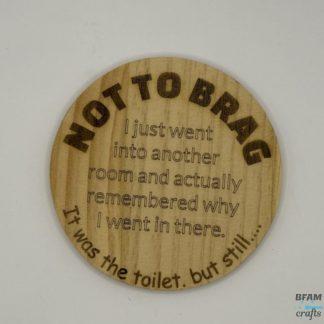 NOT TO BRAG
I just went
into another
room and actually
remembered why
I went in there.
It was the toilet. but still....
BFAM
crafts